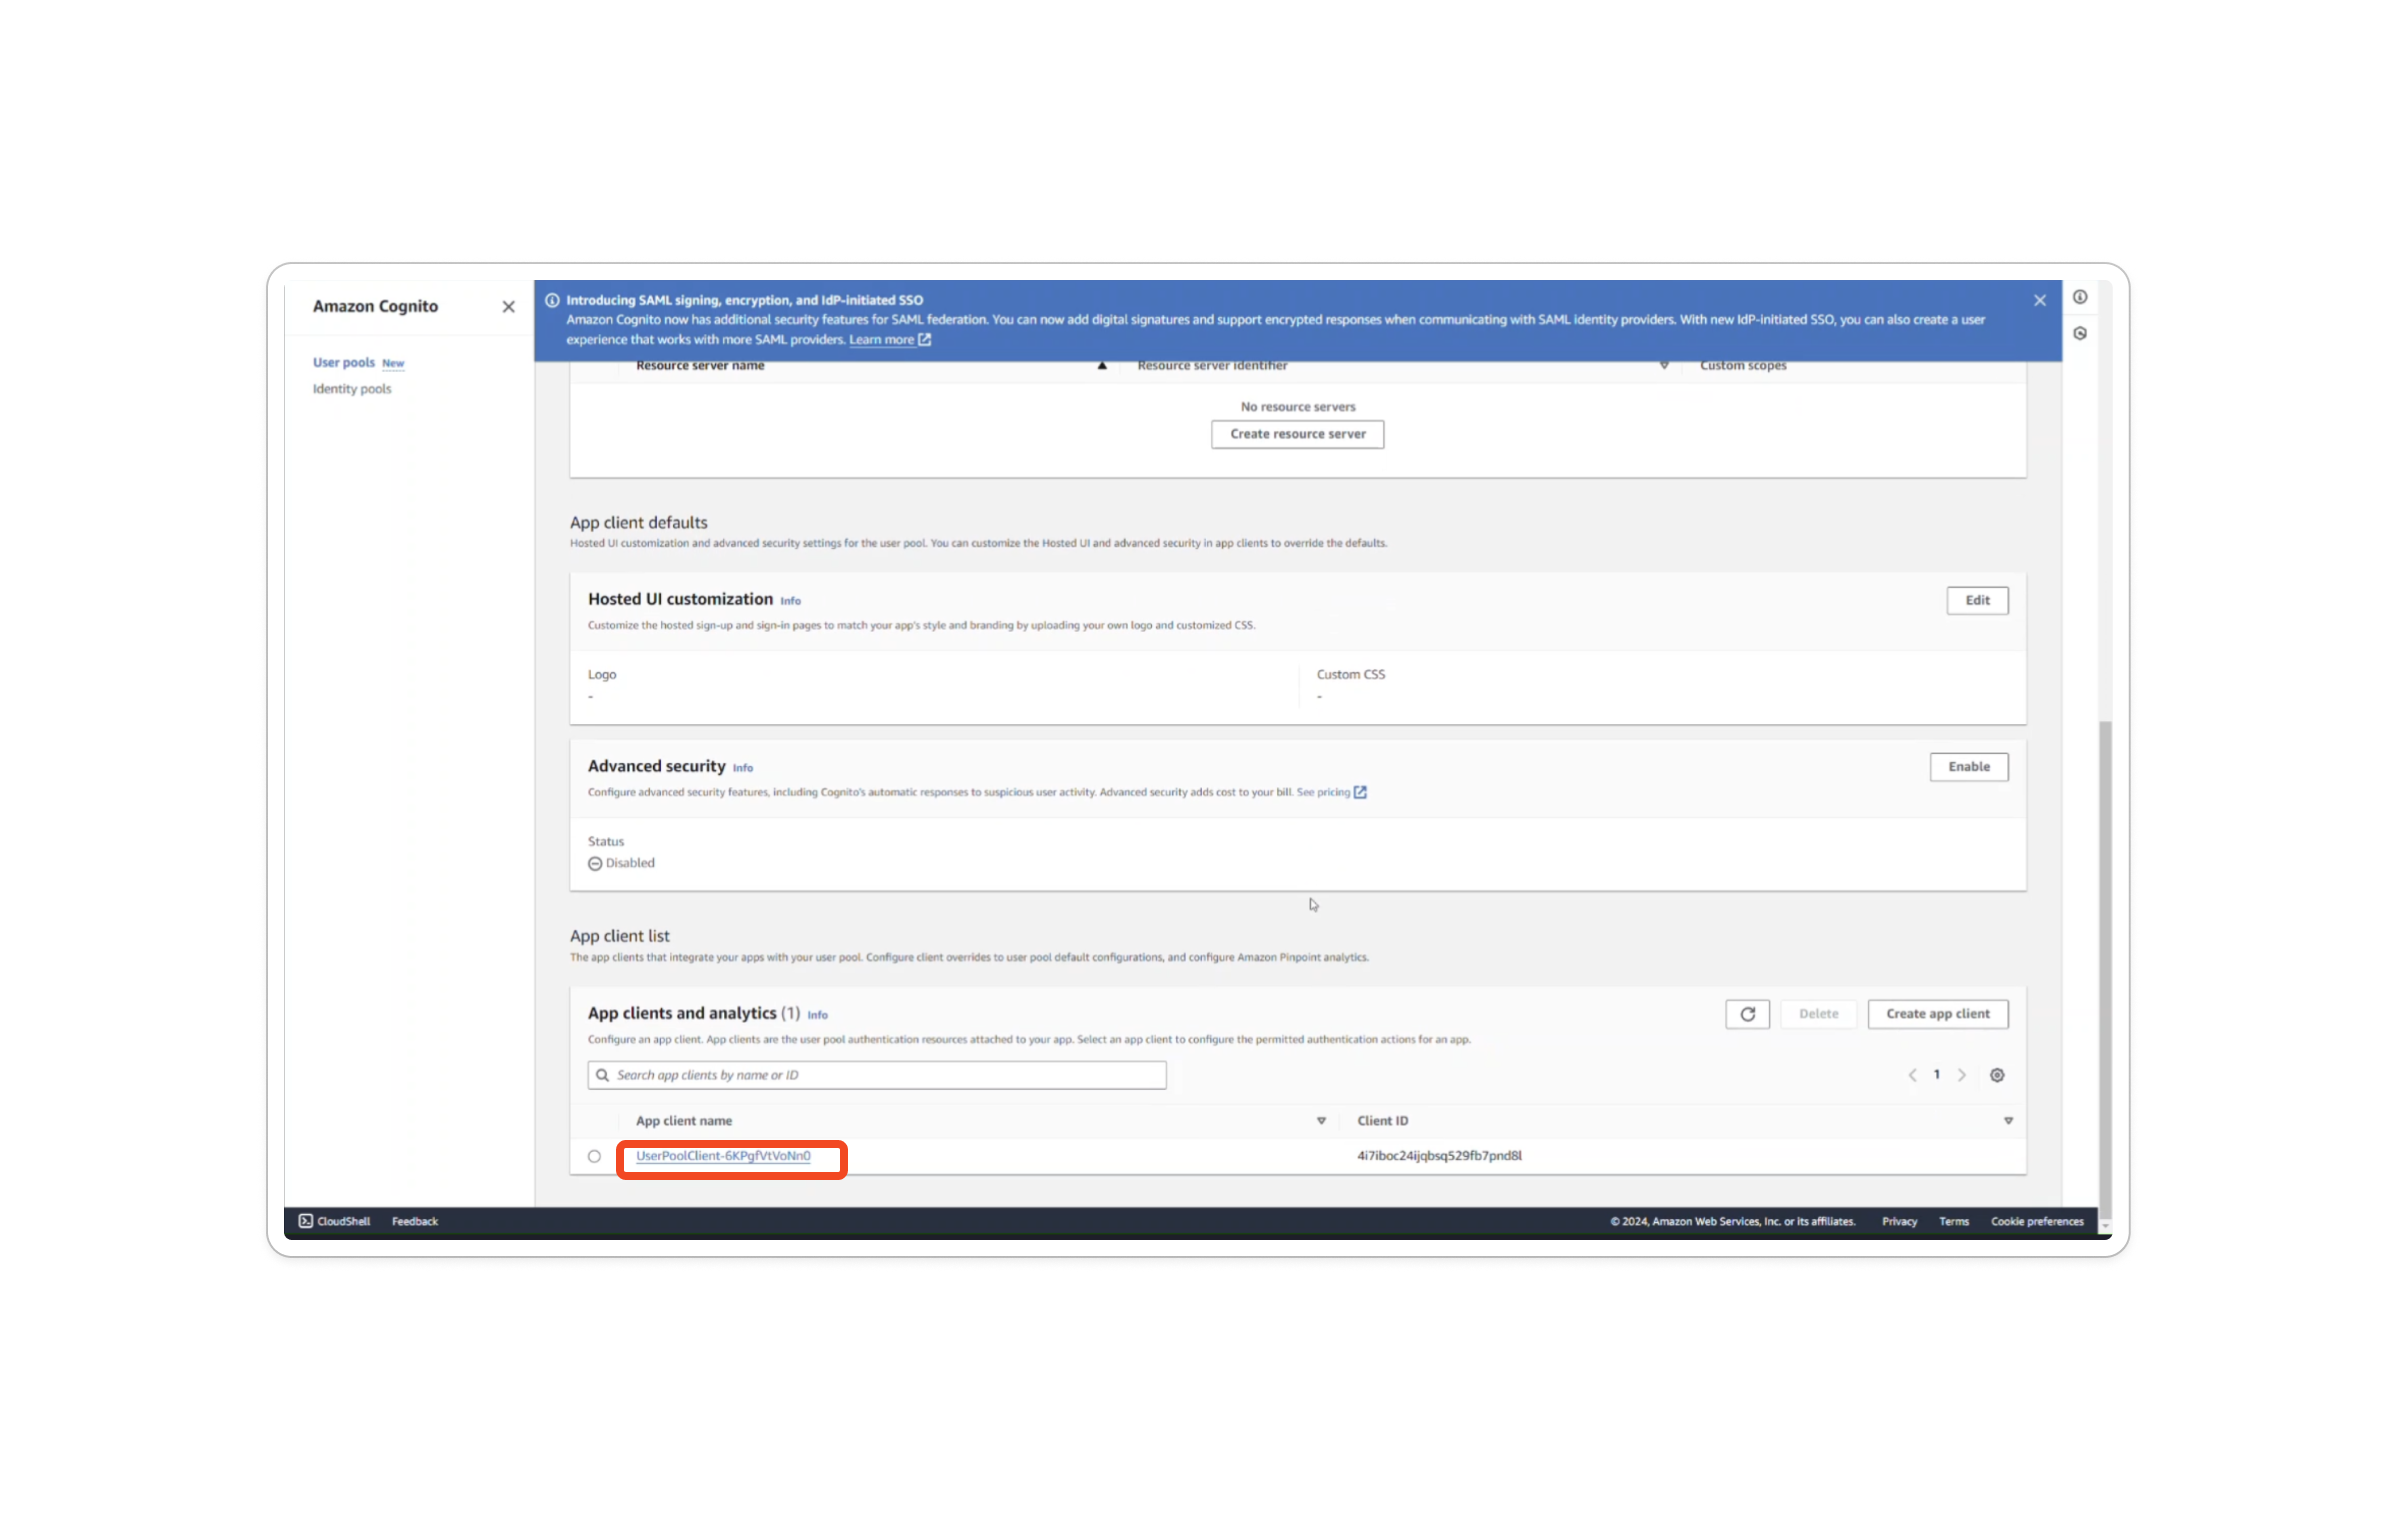 Amazon Cognito
User pools New
Identity pools
Introducing SAML signing, encryption, and IdP-initiated SSO
Amazon Cognito now has additional security features for SAML federation. You can now add digital signatures and support encrypted responses when communicating with SAML identity providers. With new IdP-initiated SSO, you can also create a user
experience that works with more SAML providers. Learn more
Resource server name Resource server identifier Custom scopes
No resource servers
Create resource server
App client defaults
Hosted UI customization and advanced security settings for the user pool. You can customize the Hosted UI and advanced security in app clients to override the defaults.
Hosted UI customization Info
Edit
Customize the hosted sign-up and sign-in pages to match your app's style and branding by uploading your own logo and customized CSS.
Logo
-
Custom CSS
-
Advanced security Info
Enable
Configure advanced security features, including Cognito's automatic responses to suspicious user activity. Advanced security adds cost to your bill. See pricing
Status
Disabled
App client list
The app clients that integrate your apps with your user pool. Configure client overrides to user pool default configurations, and configure Amazon Pinpoint analytics.
App clients and analytics (1) Info
Delete
Create app client
Configure an app client. App clients are the user pool authentication resources attached to your app. Select an app client to configure the permitted authentication actions for an app.
Search app clients by name or ID
1
App client name Client ID
UserPoolClient-6KPgfVtVoNn0 4i7iboc24ijqbsq529fb7pnd8l
CloudShell Feedback © 2024, Amazon Web Services, Inc. or its affiliates. Privacy Terms Cookie preferences